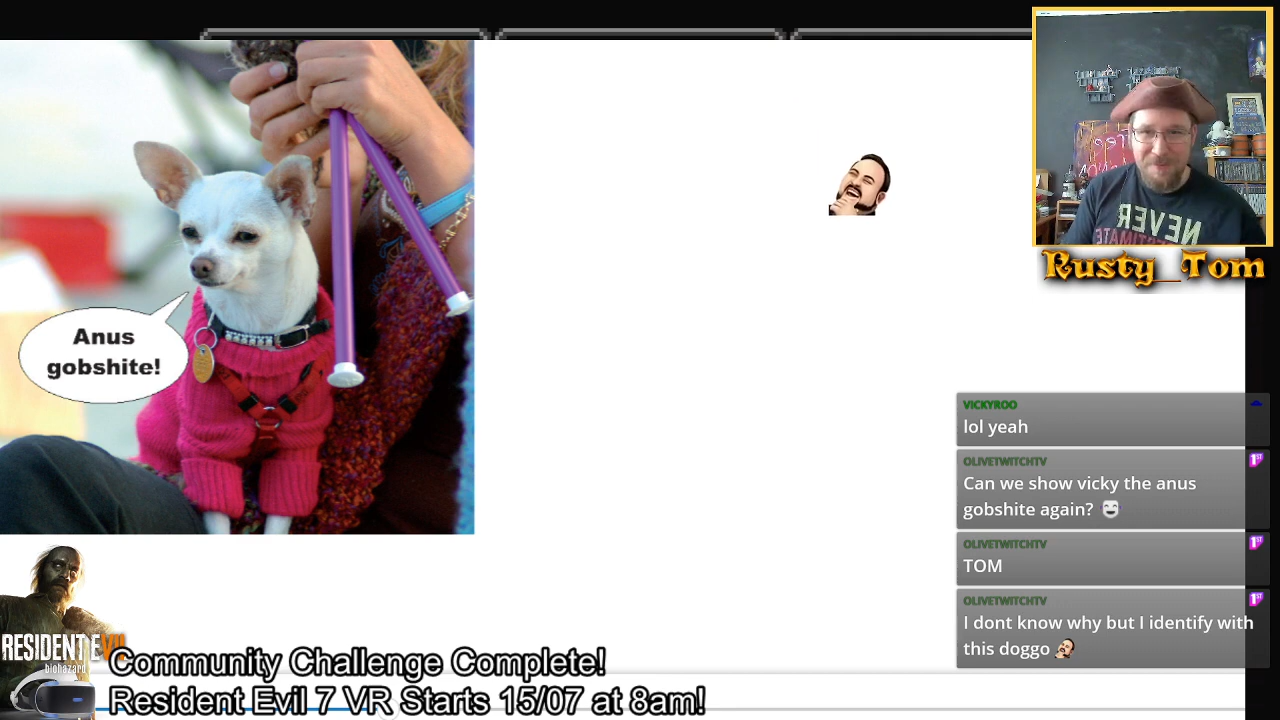 Anus
gobshite!
NEVER
Rusty_Tom
VICKYROO
lol yeah
OLIVETWITCHTV
Can we show vicky the anus
gobshite again?
OLIVETWITCHTV
TOM
OLIVETWITCHTV
I dont know why but I identify with
this doggo
RESIDENT EVII
biohazard
Community Challenge Complete!
Resident Evil 7 VR Starts 15/07 at 8am!